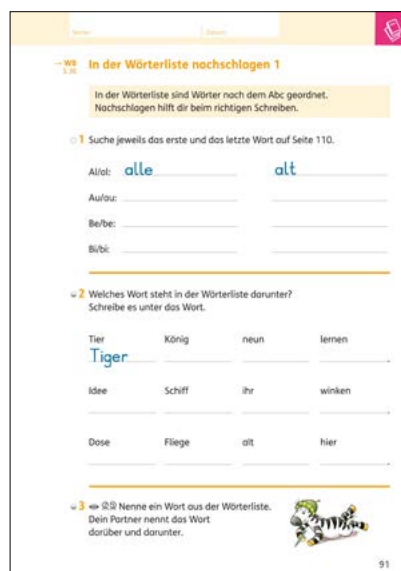 Name: Datum:
→ WB
S. 50
In der Wörterliste nachschlagen 1
In der Wörterliste sind Wörter nach dem Abc geordnet.
Nachschlagen hilft dir beim richtigen Schreiben.
1 Suche jeweils das erste und das letzte Wort auf Seite 110.
Al/al: alle alt
Au/au:
Be/be:
Bi/bi:
2 Welches Wort steht in der Wörterliste darunter?
Schreibe es unter das Wort.
Tier König neun lernen
Tiger
Idee Schiff ihr winken
Dose Fliege alt hier
3 Nenne ein Wort aus der Wörterliste.
Dein Partner nennt das Wort
darüber und darunter.
91